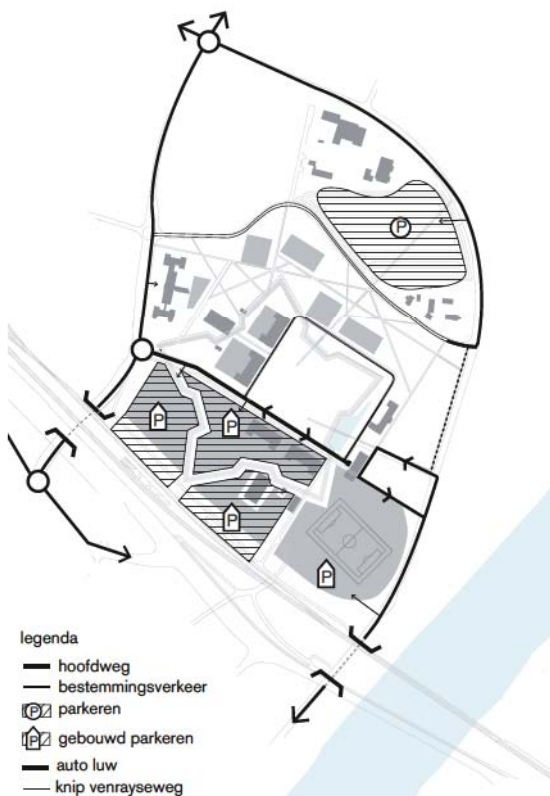 P
P
P
P
P
legenda
hoofdweg
bestemmingsverkeer
P parkeren
P gebouwd parkeren
auto luw
knip venrayseweg